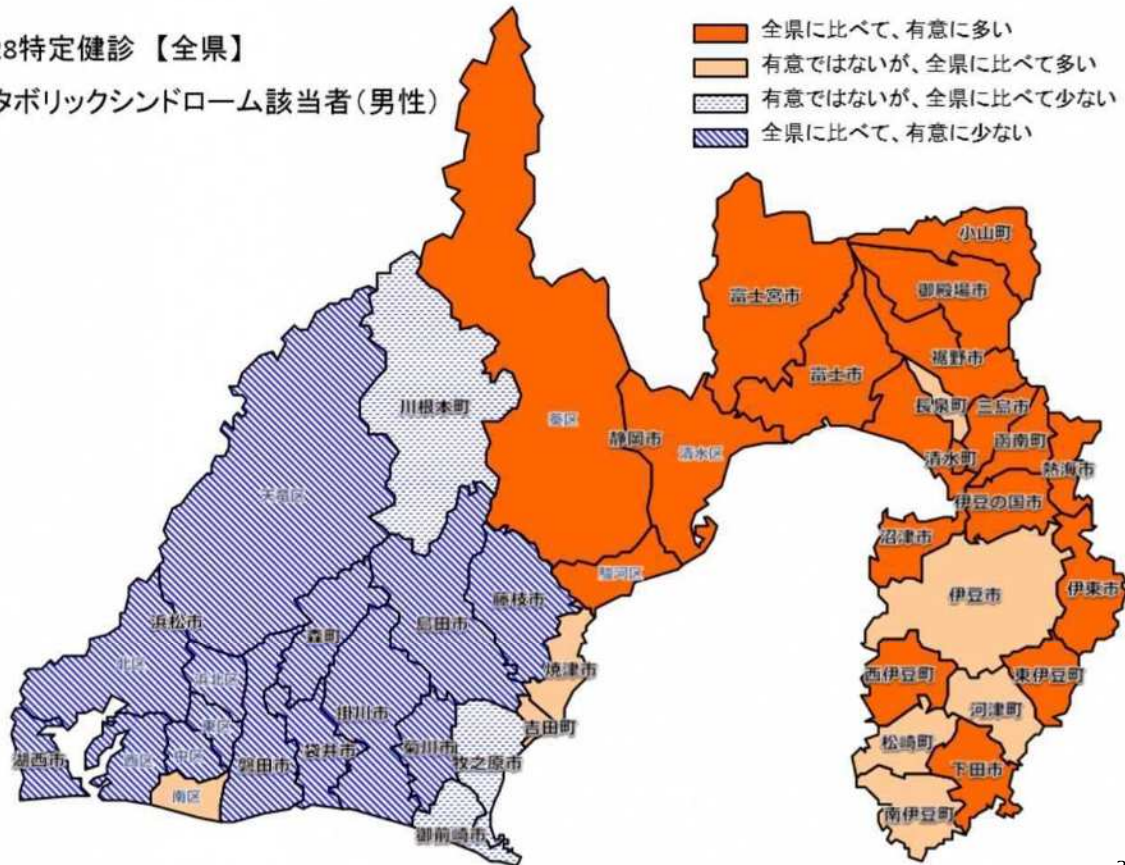 28特定健診 【全県】
タボリックシンドローム該当者(男性)
全県に比べて、有意に多い
有意ではないが、全県に比べて多い
有意ではないが、全県に比べて少ない
全県に比べて、有意に少ない
小山町
御殿場市
富士宮市
裾野市
富士市
長泉町
三島市
川根本町
葵区
静岡市
清水区
函南町
清水町
熱海市
伊豆の国市
天竜区
沼津市
駿河区
伊豆市
伊東市
藤枝市
浜松市
島田市
森町
北区
浜北区
焼津市
西伊豆町
東伊豆町
掛川市
河津町
東区
吉田町
湖西市
西区
中区
磐田市
袋井市
菊川市
牧之原市
松崎町
下田市
南区
南伊豆町
御前崎市